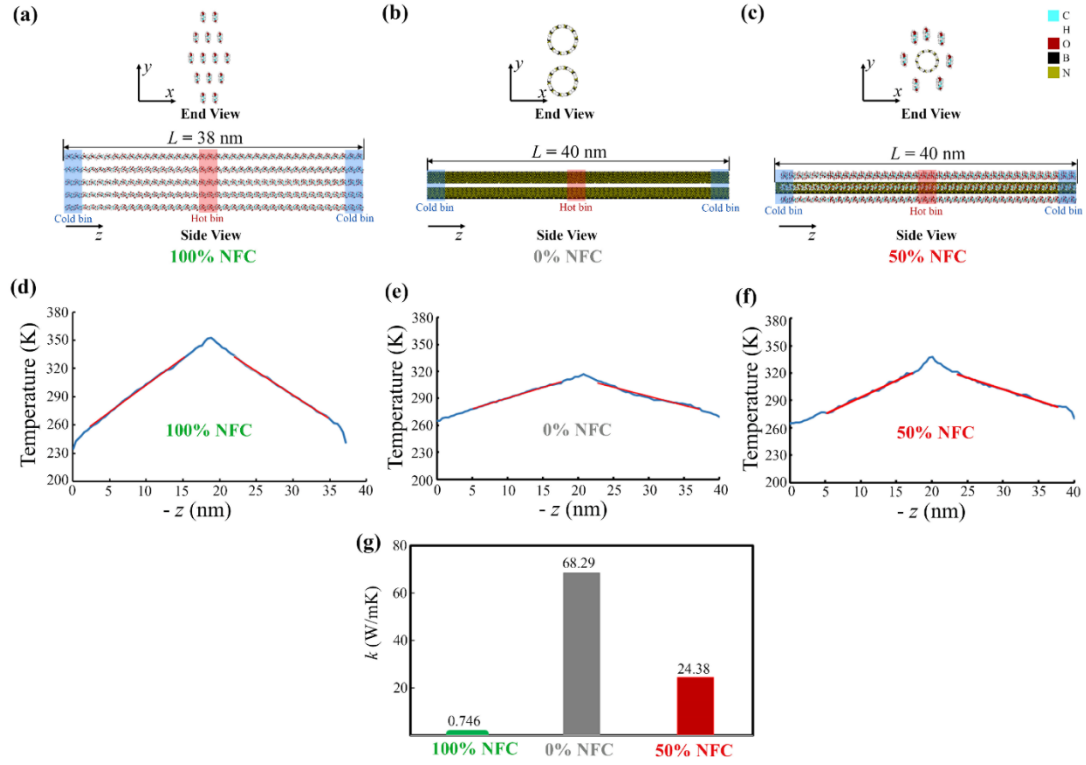 (a)
(b)
(c)
C
H
O
B
N
y
x
End View
y
x
End View
y
x
End View
L = 38 nm
L = 40 nm
L = 40 nm
Cold bin
Hot bin
Cold bin
Cold bin
Hot bin
Cold bin
Cold bin
Hot bin
Cold bin
z
Side View
z
Side View
z
Side View
100% NFC
0% NFC
50% NFC
(d)
(e)
(f)
Temperature (K)
380
350
320
290
260
230
200
100% NFC
0 5 10 15 20 25 30 35 40
- z (nm)
Temperature (K)
380
350
320
290
260
230
200
0% NFC
0 5 10 15 20 25 30 35 40
- z (nm)
Temperature (K)
380
350
320
290
260
230
200
50% NFC
0 5 10 15 20 25 30 35 40
- z (nm)
(g)
k (W/mK)
80
60
40
20
0.746
68.29
24.38
100% NFC
0% NFC
50% NFC